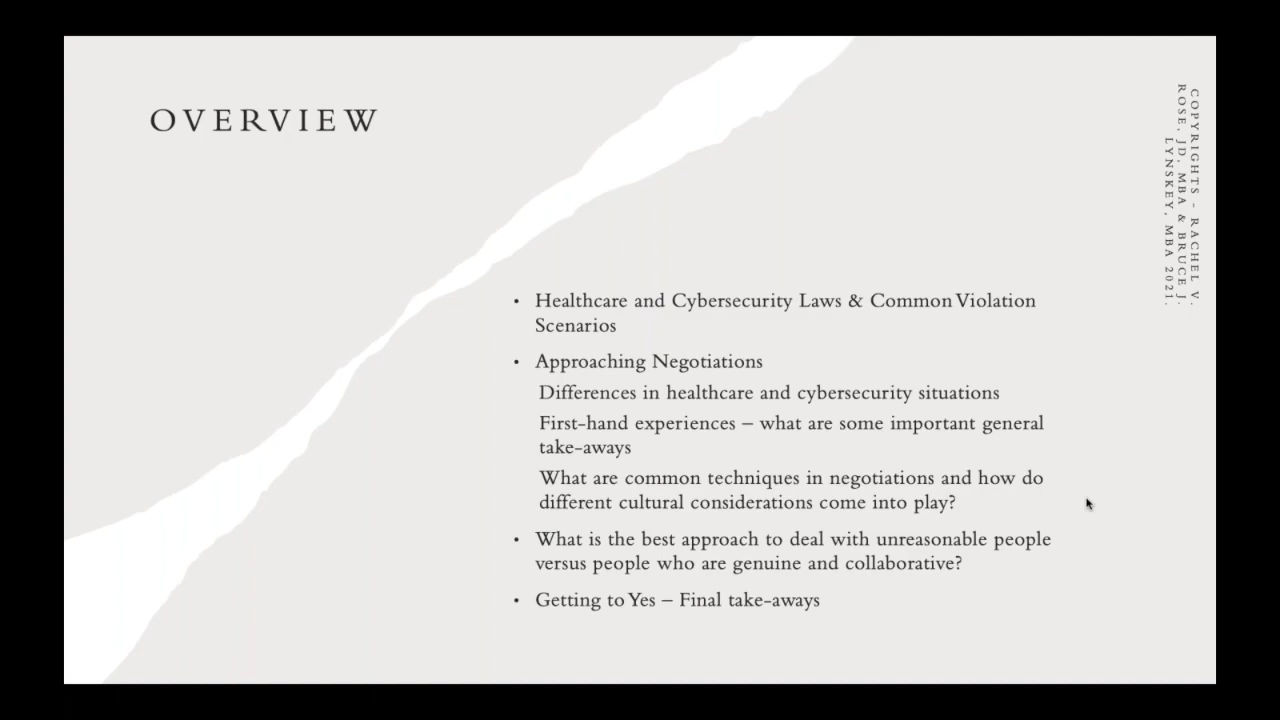 OVERVIEW
COPYRIGHTS - RACHEL V.
ROSE, JD, MBA & BRUCE J.
LYNSKEY, MBA 2021.
• Healthcare and Cybersecurity Laws & Common Violation
Scenarios
• Approaching Negotiations
Differences in healthcare and cybersecurity situations
First-hand experiences – what are some important general
take-aways
What are common techniques in negotiations and how do
different cultural considerations come into play?
• What is the best approach to deal with unreasonable people
versus people who are genuine and collaborative?
• Getting to Yes – Final take-aways